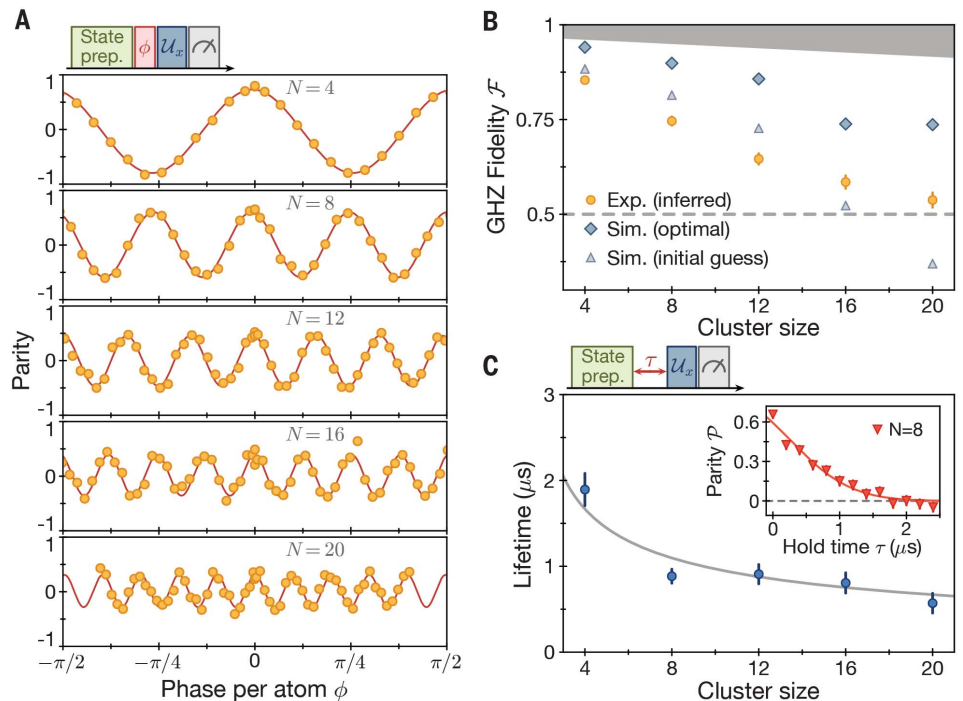 A
State
prep.
ϕ
𝒰ₓ
Parity
N = 4
1
0
-1
N = 8
1
0
-1
N = 12
1
0
-1
N = 16
1
0
-1
N = 20
1
0
-1
−π/2
−π/4
0
π/4
π/2
Phase per atom ϕ
B
GHZ Fidelity ℱ
1
0.75
0.5
Exp. (inferred)
Sim. (optimal)
Sim. (initial guess)
4
8
12
16
20
Cluster size
C
State
prep.
τ
𝒰ₓ
Lifetime (μs)
3
2
1
0
Parity 𝒫
0.6
0.3
0
N=8
0
1
2
Hold time τ (μs)
4
8
12
16
20
Cluster size